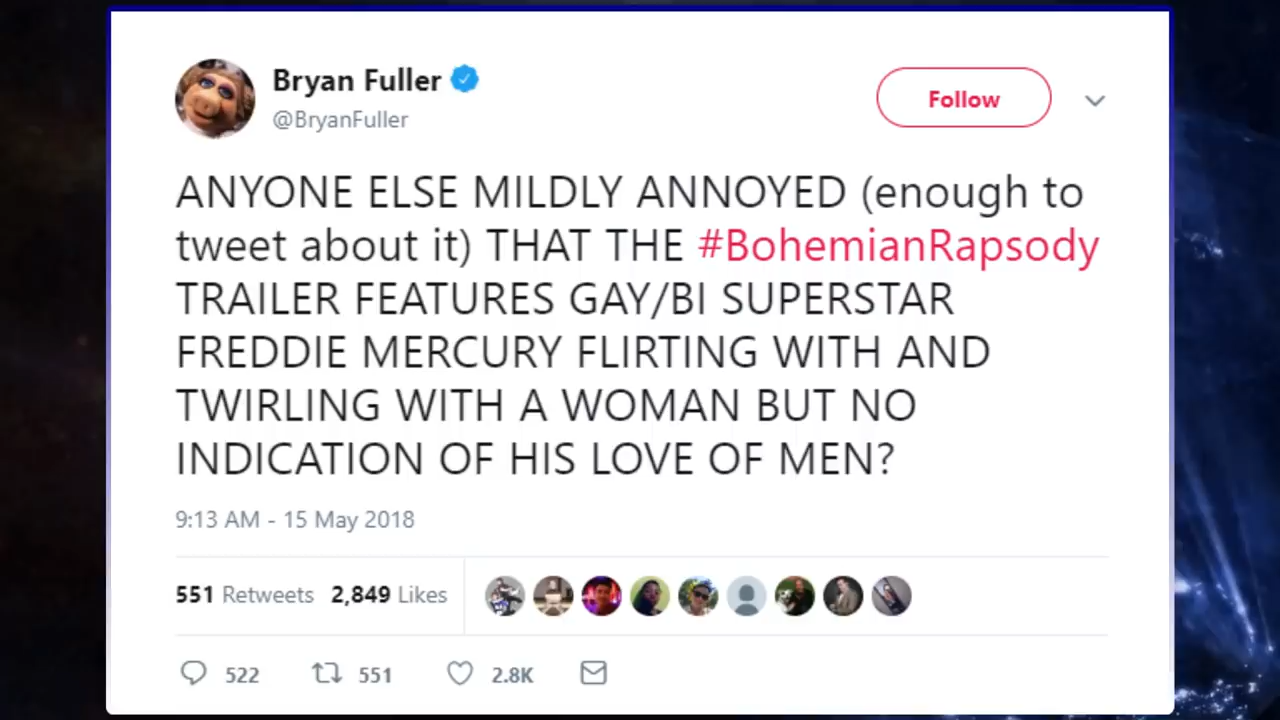 Bryan Fuller
@BryanFuller
Follow
ANYONE ELSE MILDLY ANNOYED (enough to
tweet about it) THAT THE #BohemianRapsody
TRAILER FEATURES GAY/BI SUPERSTAR
FREDDIE MERCURY FLIRTING WITH AND
TWIRLING WITH A WOMAN BUT NO
INDICATION OF HIS LOVE OF MEN?
9:13 AM - 15 May 2018
551 Retweets 2,849 Likes
522 551 2.8K